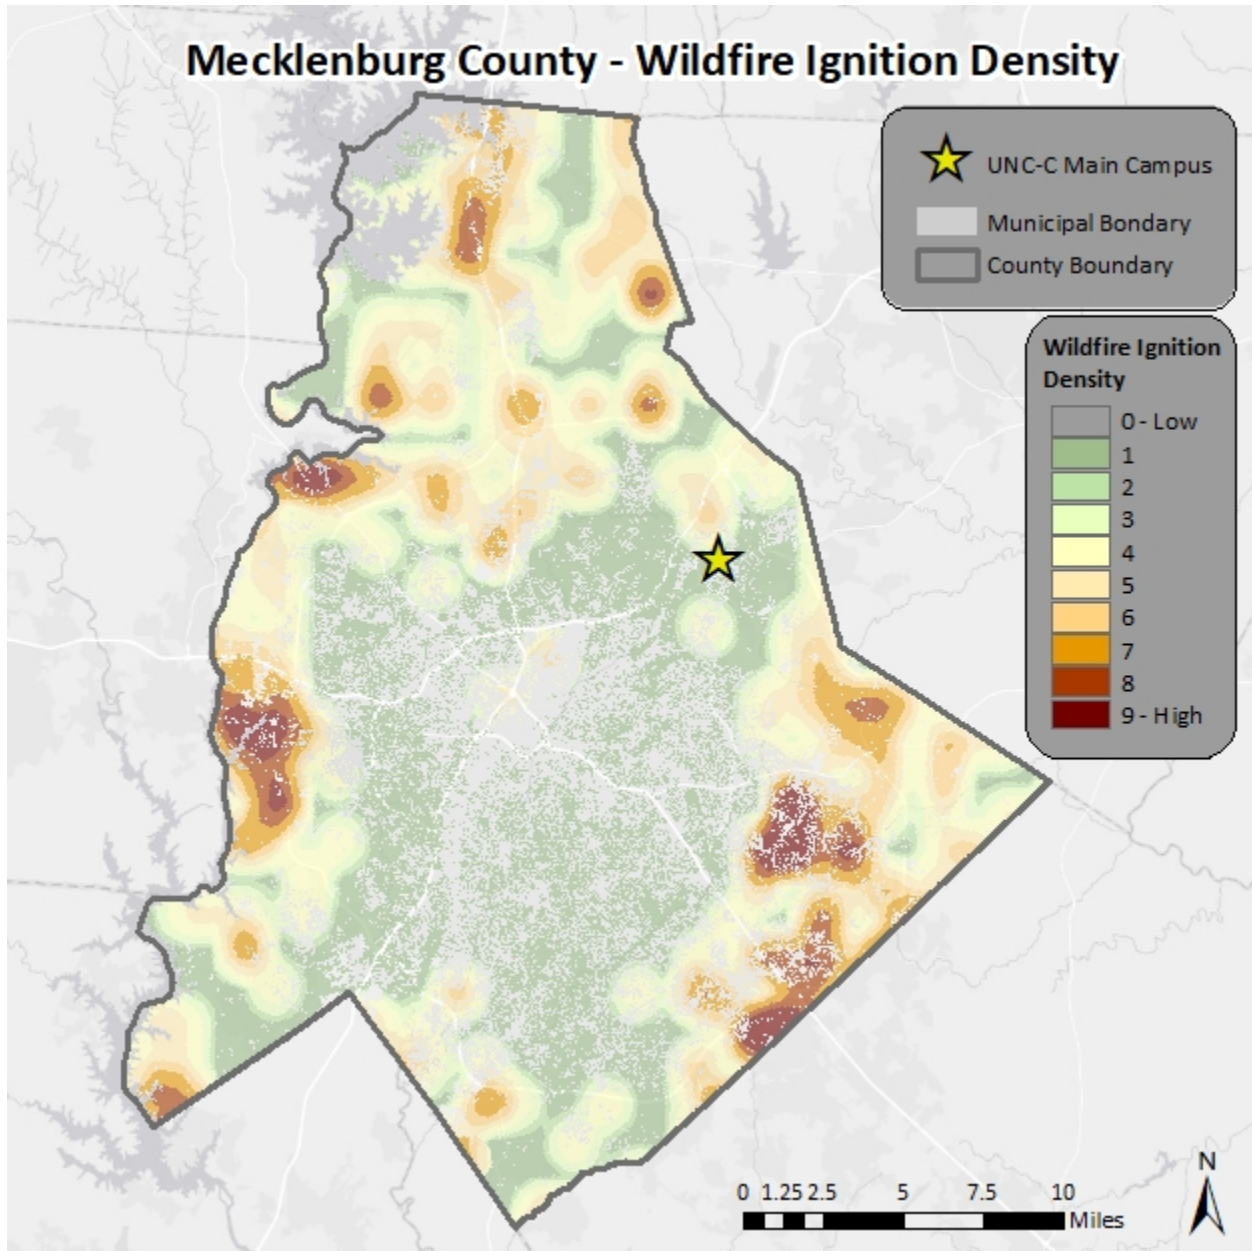 Mecklenburg County - Wildfire Ignition Density
UNC-C Main Campus
Municipal Bondary
County Boundary
Wildfire Ignition
Density
0 - Low
1
2
3
4
5
6
7
8
9 - High
N
0 1.25 2.5 5 7.5 10
Miles